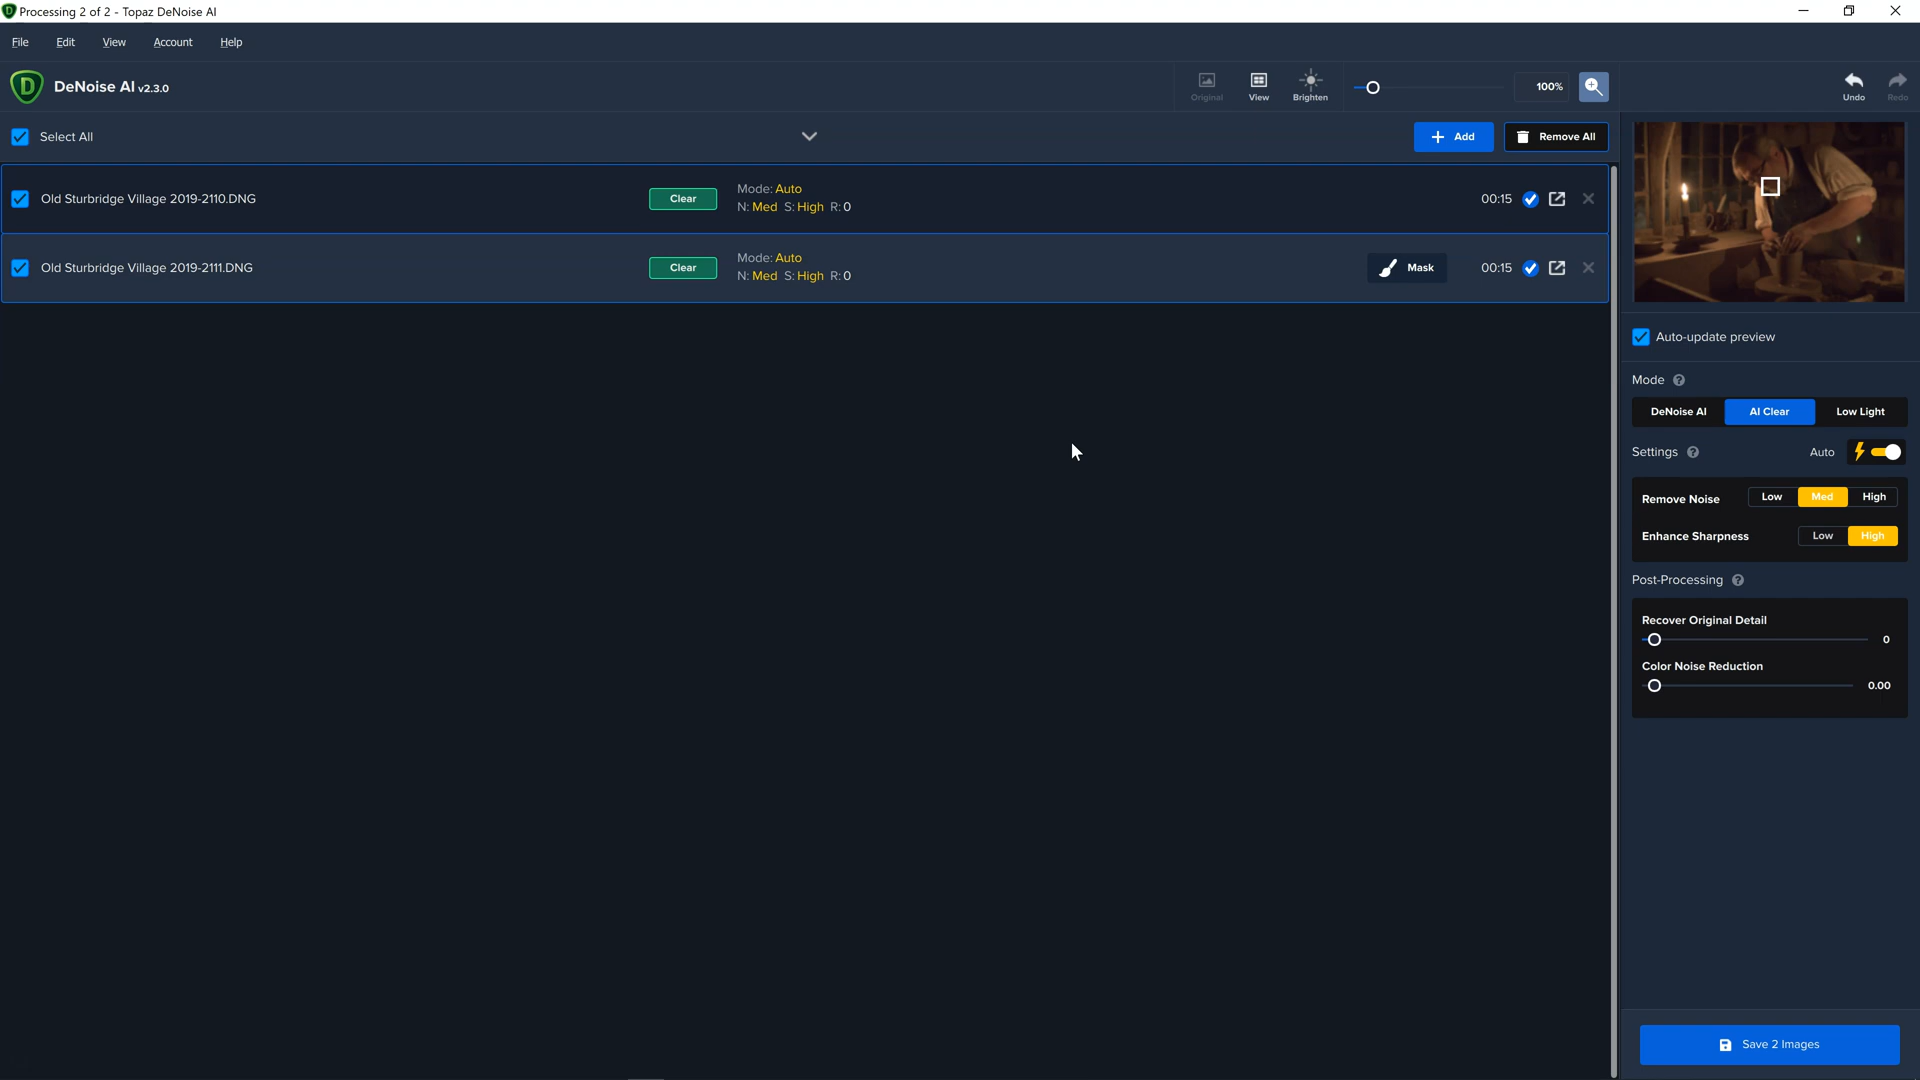 Processing 2 of 2 - Topaz DeNoise AI
File Edit View Account Help
DeNoise AI v2.3.0
Original View Brighten 100% Undo Redo
Select All Add Remove All
Old Sturbridge Village 2019-2110.DNG Clear Mode: Auto N: Med S: High R: 0 00:15
Old Sturbridge Village 2019-2111.DNG Clear Mode: Auto N: Med S: High R: 0 Mask 00:15
Auto-update preview
Mode
DeNoise AI AI Clear Low Light
Settings Auto
Remove Noise Low Med High
Enhance Sharpness Low High
Post-Processing
Recover Original Detail
0
Color Noise Reduction
0.00
Save 2 Images